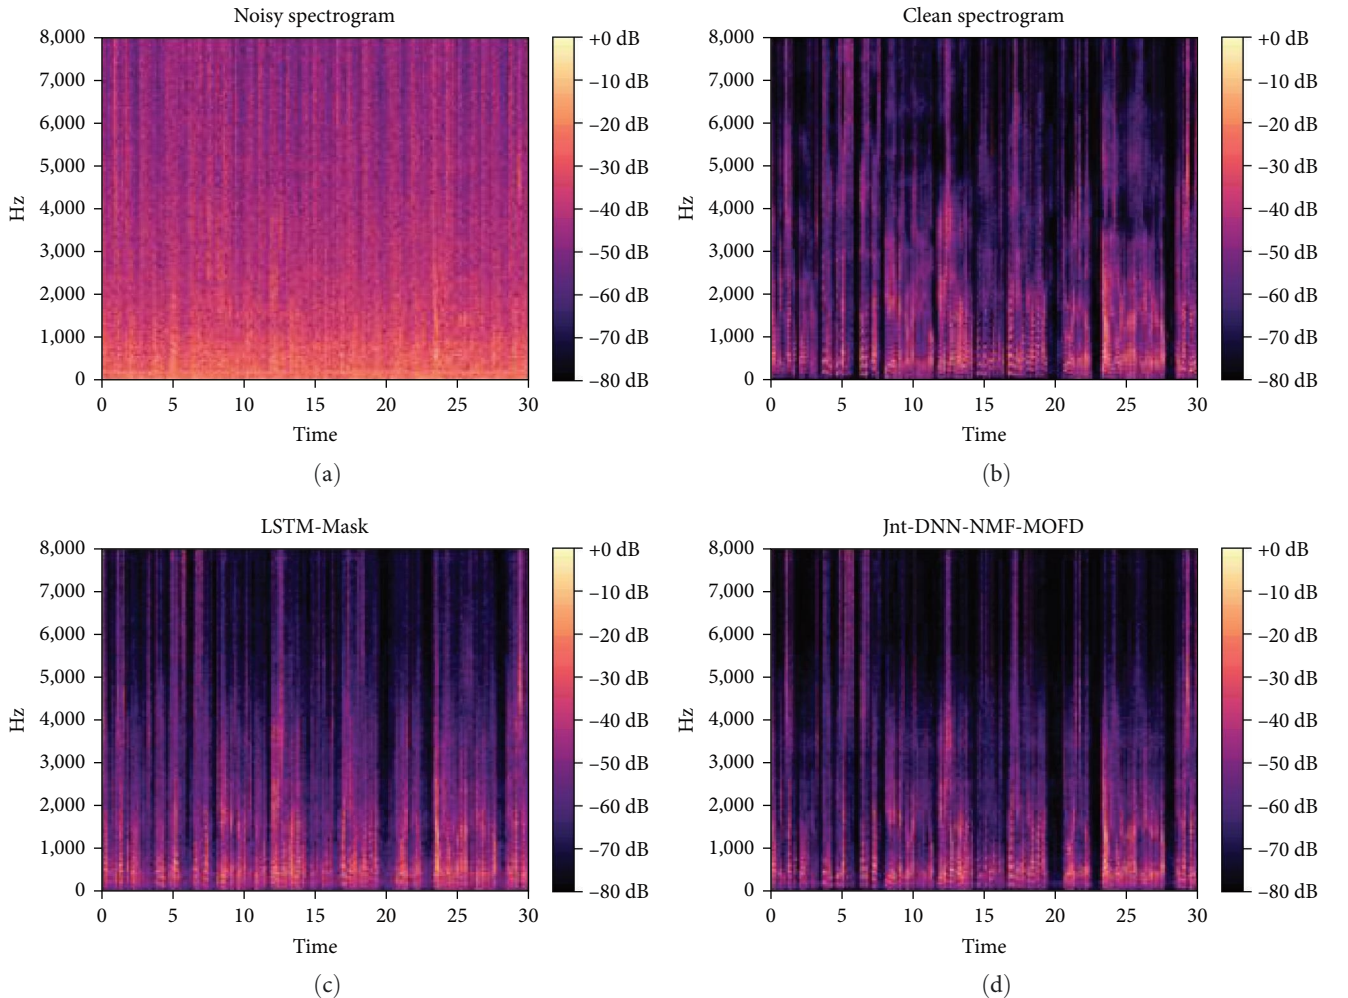 Noisy spectrogram
8,000
7,000
6,000
5,000
4,000
3,000
2,000
1,000
0
Hz
0 5 10 15 20 25 30
Time
+0 dB
–10 dB
–20 dB
–30 dB
–40 dB
–50 dB
–60 dB
–70 dB
–80 dB
(a)
Clean spectrogram
8,000
7,000
6,000
5,000
4,000
3,000
2,000
1,000
0
Hz
0 5 10 15 20 25 30
Time
+0 dB
–10 dB
–20 dB
–30 dB
–40 dB
–50 dB
–60 dB
–70 dB
–80 dB
(b)
LSTM-Mask
8,000
7,000
6,000
5,000
4,000
3,000
2,000
1,000
0
Hz
0 5 10 15 20 25 30
Time
+0 dB
–10 dB
–20 dB
–30 dB
–40 dB
–50 dB
–60 dB
–70 dB
–80 dB
(c)
Jnt-DNN-NMF-MOFD
8,000
7,000
6,000
5,000
4,000
3,000
2,000
1,000
0
Hz
0 5 10 15 20 25 30
Time
+0 dB
–10 dB
–20 dB
–30 dB
–40 dB
–50 dB
–60 dB
–70 dB
–80 dB
(d)